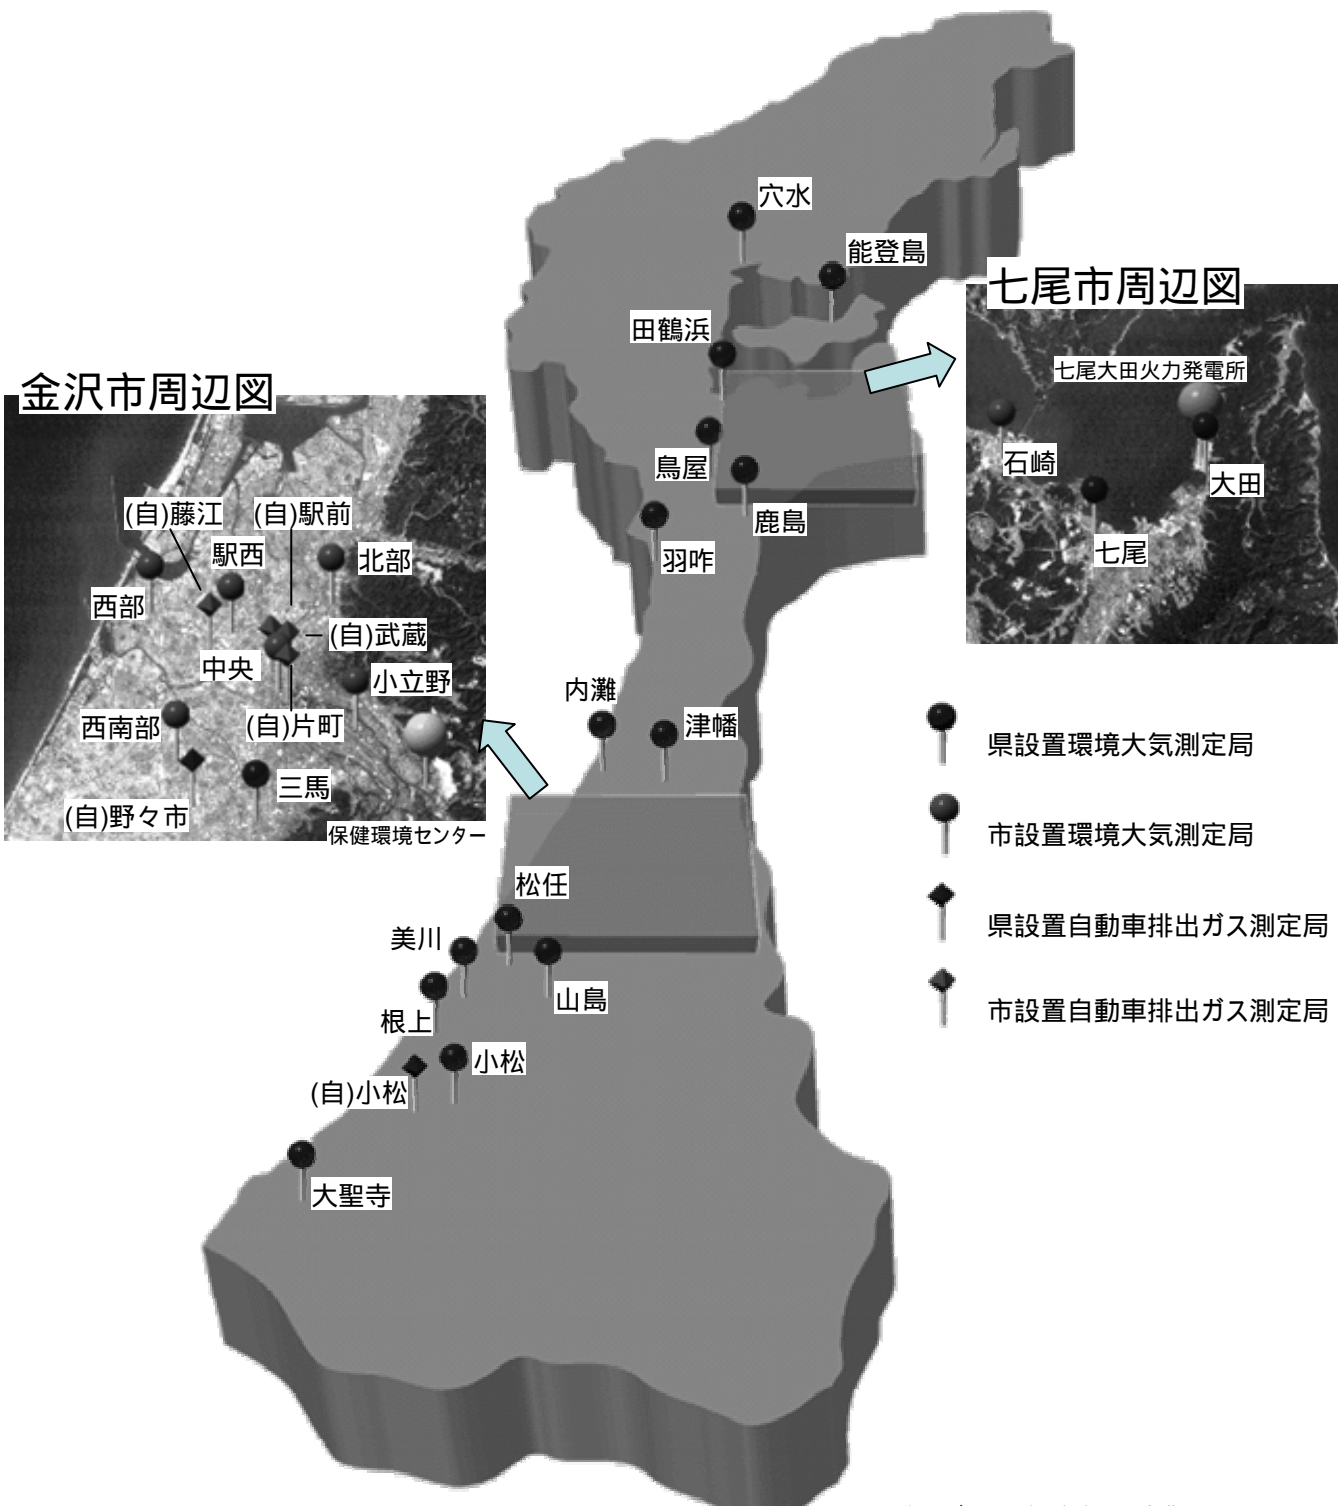 穴水
能登島
七尾市周辺図
田鶴浜
七尾大田火力発電所
金沢市周辺図
石崎
大田
鳥屋
鹿島
七尾
羽咋
(自)藤江
(自)駅前
駅西
北部
西部
(自)武蔵
中央
小立野
西南部
(自)片町
三馬
(自)野々市
保健環境センター
内灘
津幡
県設置環境大気測定局
市設置環境大気測定局
県設置自動車排出ガス測定局
市設置自動車排出ガス測定局
松任
美川
山島
根上
小松
(自)小松
大聖寺